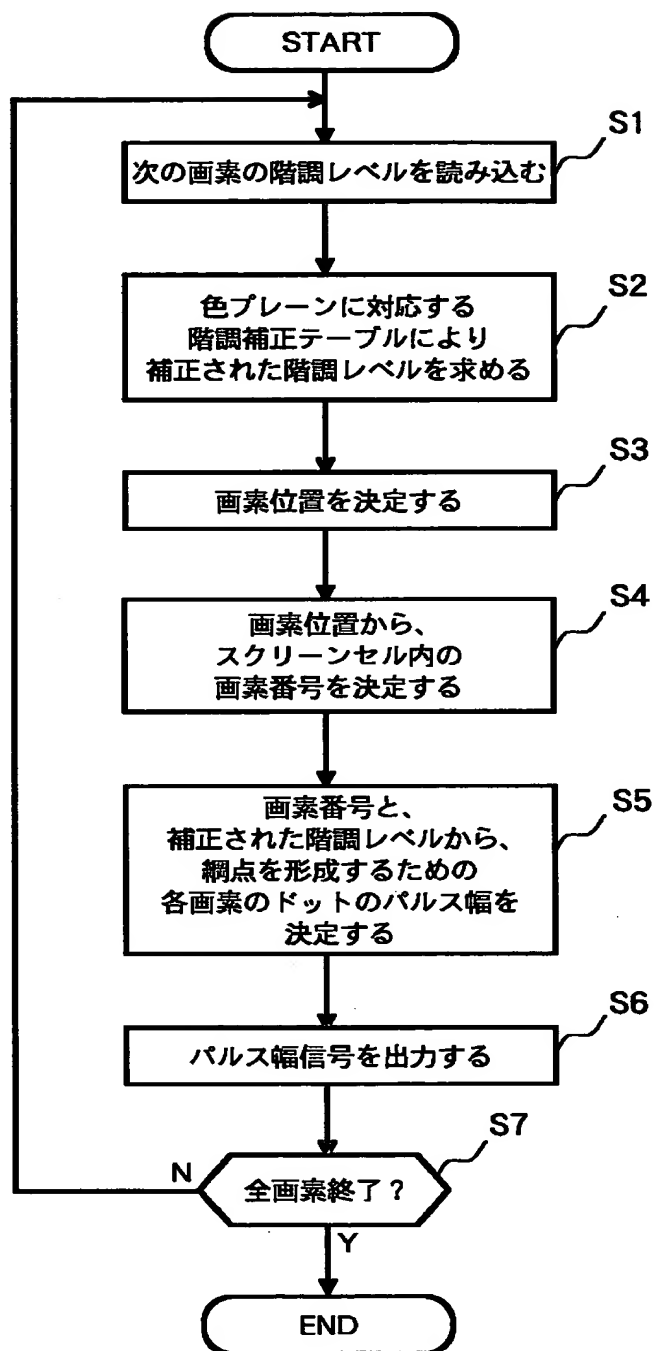 START
S1
次の画素の階調レベルを読み込む
S2
色プレーンに対応する
階調補正テーブルにより
補正された階調レベルを求める
S3
画素位置を決定する
S4
画素位置から、
スクリーンセル内の
画素番号を決定する
S5
画素番号と、
補正された階調レベルから、
網点を形成するための
各画素のドットのパルス幅を
決定する
S6
パルス幅信号を出力する
S7
N
全画素終了？
Y
END